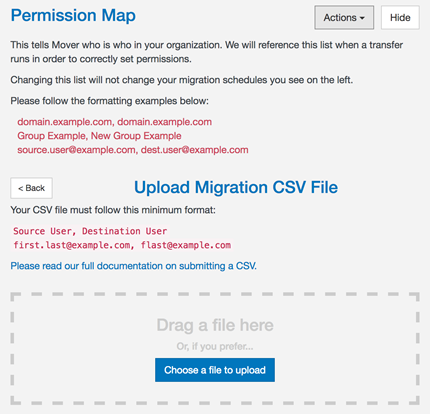 Permission Map
Actions
Hide
This tells Mover who is who in your organization. We will reference this list when a transfer
runs in order to correctly set permissions.
Changing this list will not change your migration schedules you see on the left.
Please follow the formatting examples below:
domain.example.com, domain.example.com
Group Example, New Group Example
source.user@example.com, dest.user@example.com
< Back
Upload Migration CSV File
Your CSV file must follow this minimum format:
Source User, Destination User
first.last@example.com, flast@example.com
Please read our full documentation on submitting a CSV.
Drag a file here
Or, if you prefer...
Choose a file to upload